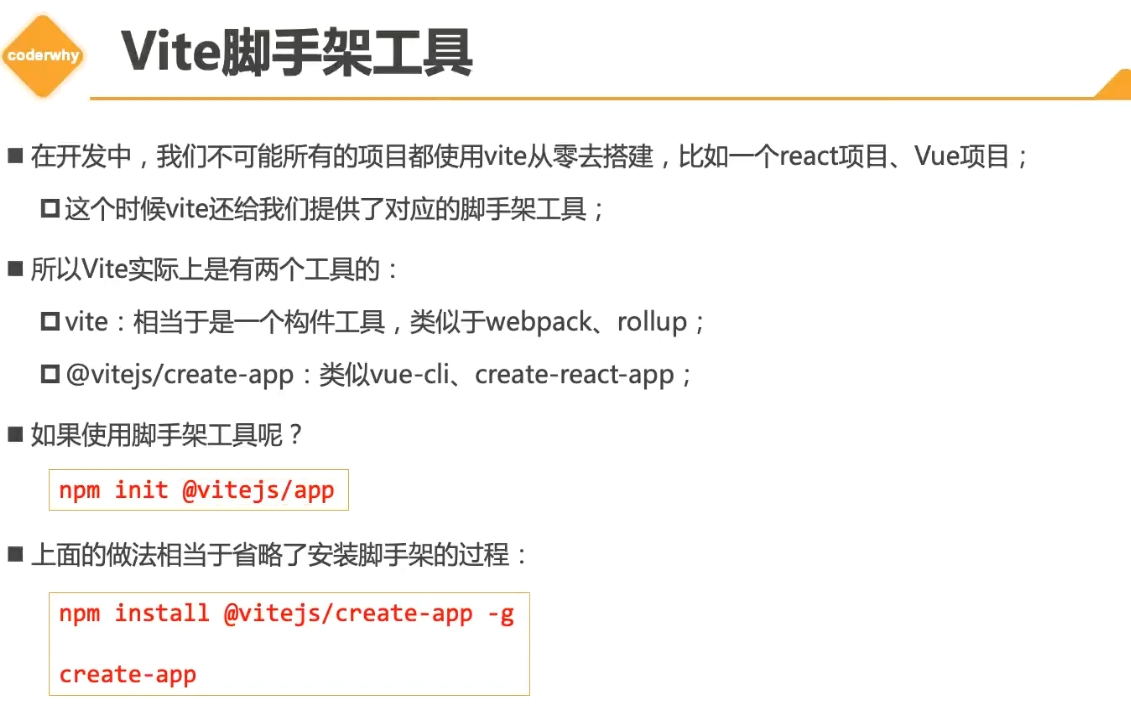 coderwhy
Vite脚手架工具
在开发中，我们不可能所有的项目都使用vite从零去搭建，比如一个react项目、Vue项目；
这个时候vite还给我们提供了对应的脚手架工具；
所以Vite实际上是有两个工具的：
vite：相当于是一个构件工具，类似于webpack、rollup；
@vitejs/create-app：类似vue-cli、create-react-app；
如果使用脚手架工具呢？
npm init @vitejs/app
上面的做法相当于省略了安装脚手架的过程：
npm install @vitejs/create-app -g
create-app